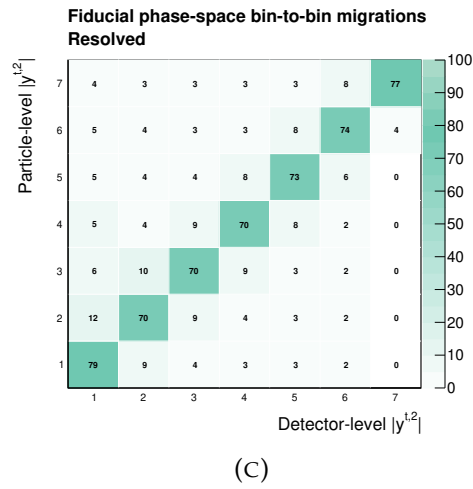 Fiducial phase-space bin-to-bin migrations
Resolved
Particle-level |y^{t,2}|
7 4 3 3 3 3 8 77
6 5 4 3 3 8 74 4
5 5 4 4 8 73 6 0
4 5 4 9 70 8 2 0
3 6 10 70 9 3 2 0
2 12 70 9 4 3 2 0
1 79 9 4 3 3 2 0
1 2 3 4 5 6 7
Detector-level |y^{t,2}|
100
90
80
70
60
50
40
30
20
10
0
(C)